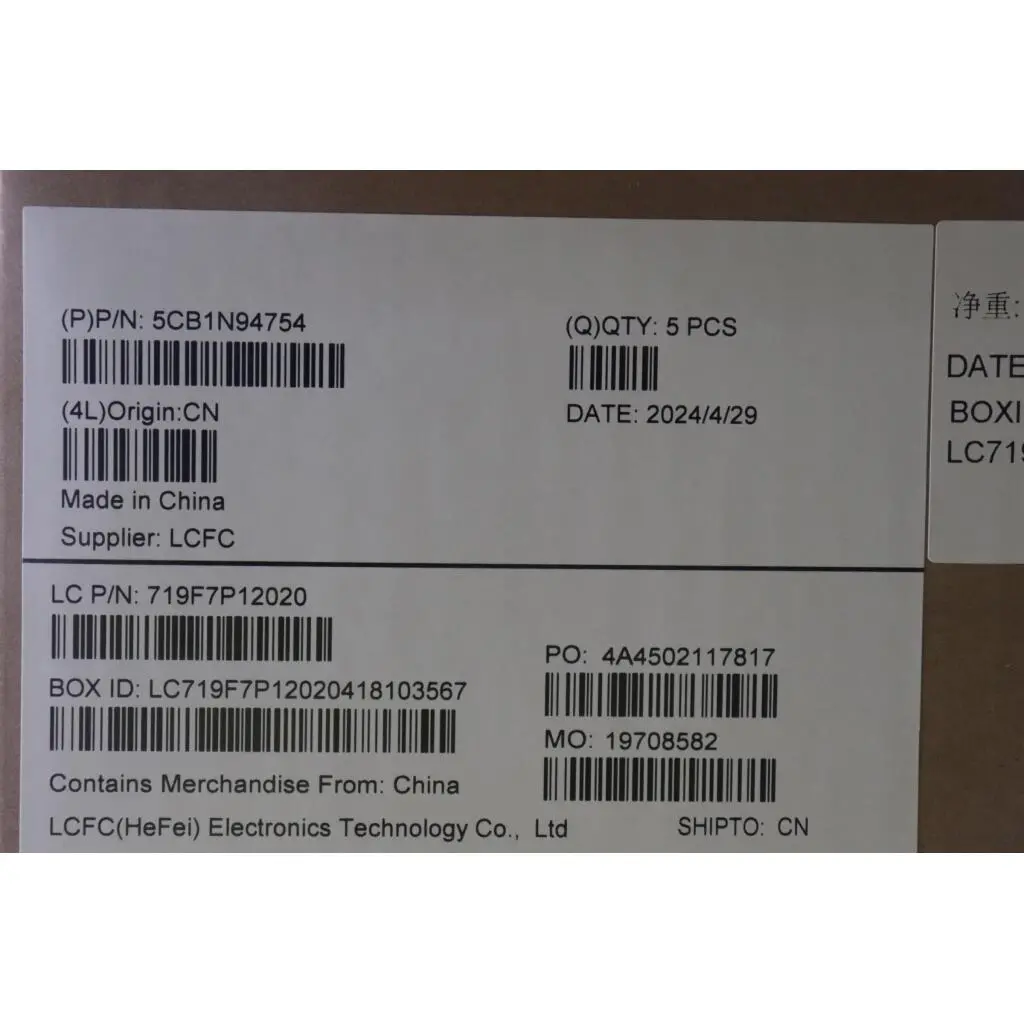 (P)P/N: 5CB1N94754
(Q)QTY: 5 PCS
(4L)Origin:CN
DATE: 2024/4/29
Made in China
Supplier: LCFC
LC P/N: 719F7P12020
PO: 4A4502117817
BOX ID: LC719F7P12020418103567
MO: 19708582
Contains Merchandise From: China
LCFC(HeFei) Electronics Technology Co., Ltd
SHIPTO: CN
净重:
DATE
BOXI
LC719